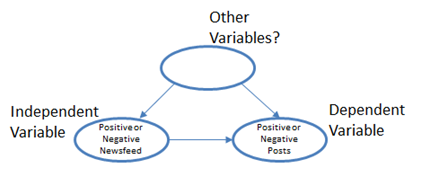 Other
Variables?
Independent
Variable
Positive or
Negative
Newsfeed
Positive or
Negative
Posts
Dependent
Variable